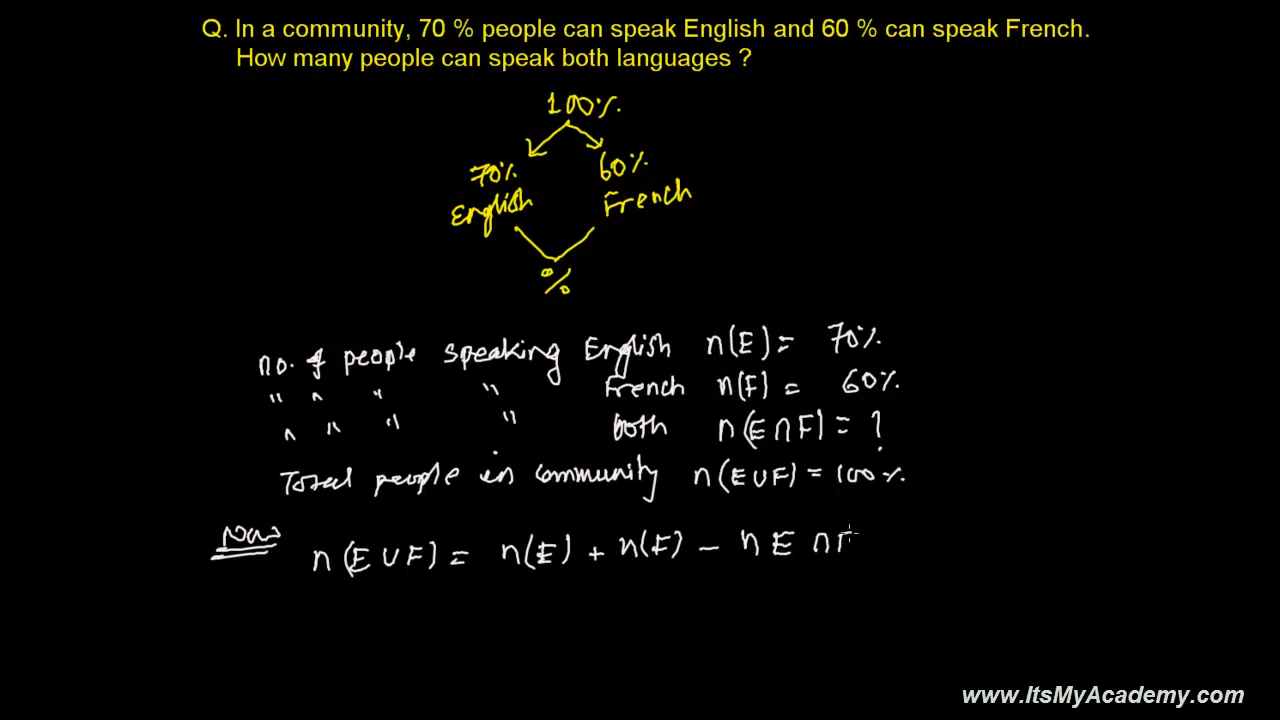 Q. In a community, 70 % people can speak English and 60 % can speak French.
How many people can speak both languages ?
100%
70% 60%
English French
%
no. of people speaking English n(E) = 70%
" " " " French n(F) = 60%
" " " " both n(E ∩ F) = ?
Total people in community n(E ∪ F) = 100%
Now
n(E ∪ F) = n(E) + n(F) - n E ∩ F
www.ItsMyAcademy.com